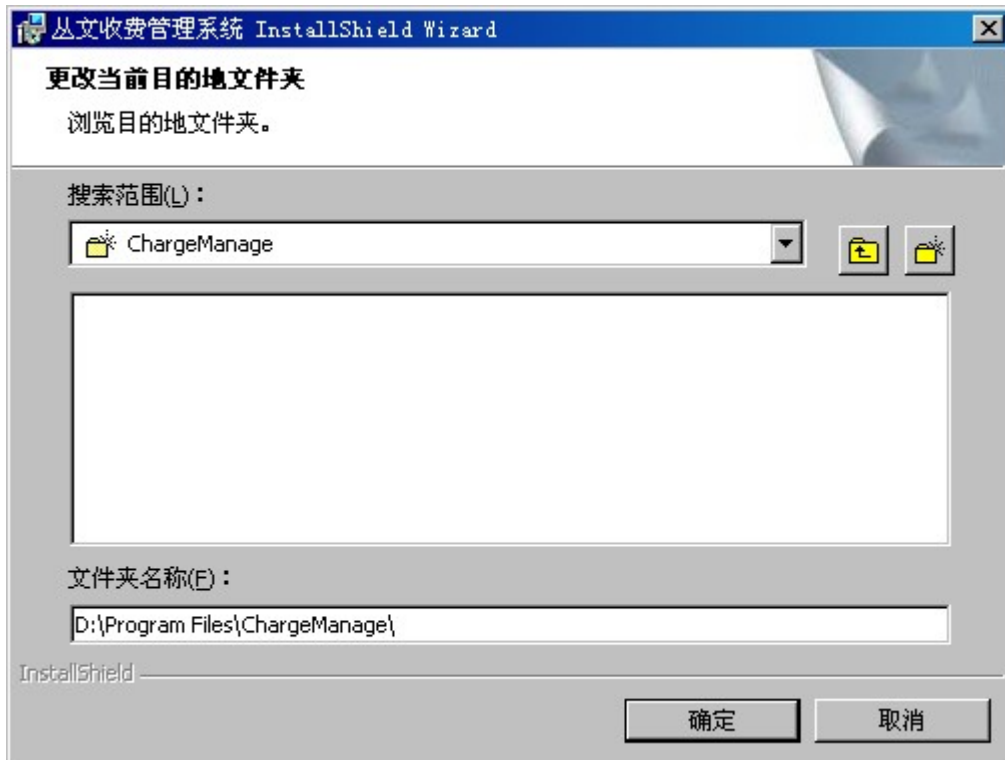 丛文收费管理系统 InstallShield Wizard
更改当前目的地文件夹
浏览目的地文件夹。
搜索范围(L)：
ChargeManage
文件夹名称(F)：
D:\Program Files\ChargeManage\
InstallShield
确定 取消